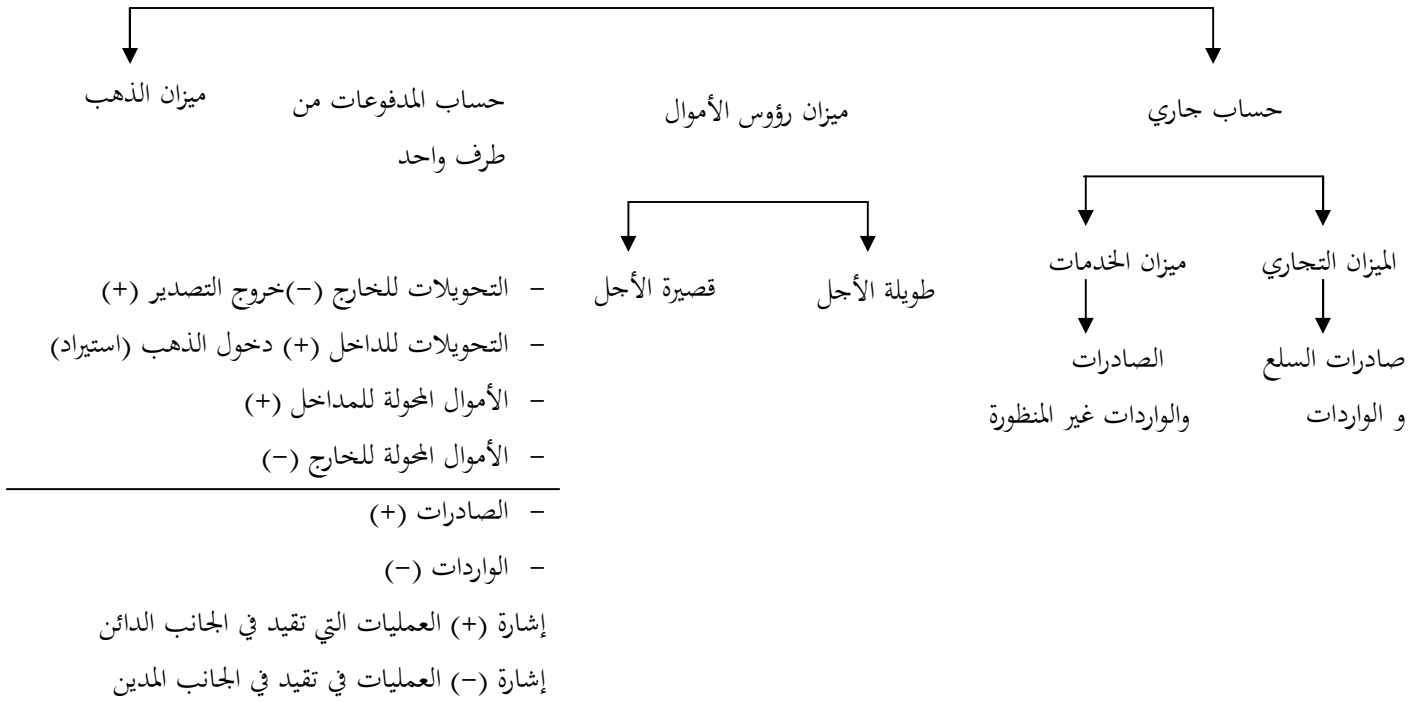 حساب جاري
ميزان رؤوس الأموال
حساب المدفوعات من
طرف واحد
ميزان الذهب
الميزان التجاري
ميزان الخدمات
طويلة الأجل
قصيرة الأجل
صادرات السلع
و الواردات
الصادرات
والواردات غير المنظورة
- التحويلات للخارج (-)خروج التصدير (+)
- التحويلات للداخل (+) دخول الذهب (استيراد)
- الأموال المحولة للمداخل (+)
- الأموال المحولة للخارج (-)
- الصادرات (+)
- الواردات (-)
إشارة (+) العمليات التي تقيد في الجانب الدائن
إشارة (-) العمليات في تقيد في الجانب المدين